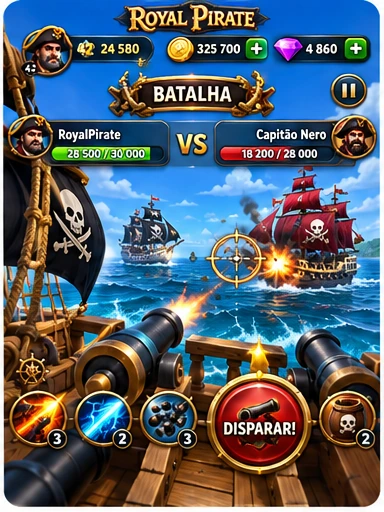 ROYAL PIRATE
43
24 580
325 700 +
4 860 +
BATALHA
RoyalPirate
28 500 / 30 000
VS
Capitão Nero
18 200 / 28 000
3
2
3
DISPARAR!
2